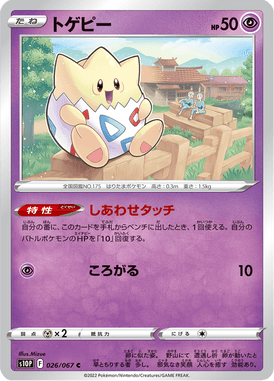 たね トゲピー HP50
全国図鑑 NO.175 はりたまポケモン 高さ：0.3m 重さ：1.5kg
特性 しあわせタッチ
自分の番に、このカードを手札からベンチに出したとき、1回使える。自分の
バトルポケモンのHPを「10」回復する。
ころがる 10
弱点 ×2 抵抗力 にげる
Illus. Mizue
s10P F 026/067 C
©2022 Pokémon/Nintendo/Creatures/GAME FREAK.